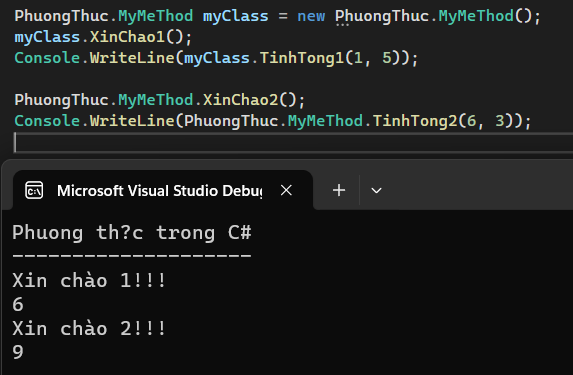 PhuongThuc.MyMeThod myClass = new PhuongThuc.MyMeThod();
myClass.XinChao1();
Console.WriteLine(myClass.TinhTong1(1, 5));
PhuongThuc.MyMeThod.XinChao2();
Console.WriteLine(PhuongThuc.MyMeThod.TinhTong2(6, 3));
Microsoft Visual Studio Debug
Phuong th?c trong C#
--------------------
Xin chào 1!!!
6
Xin chào 2!!!
9